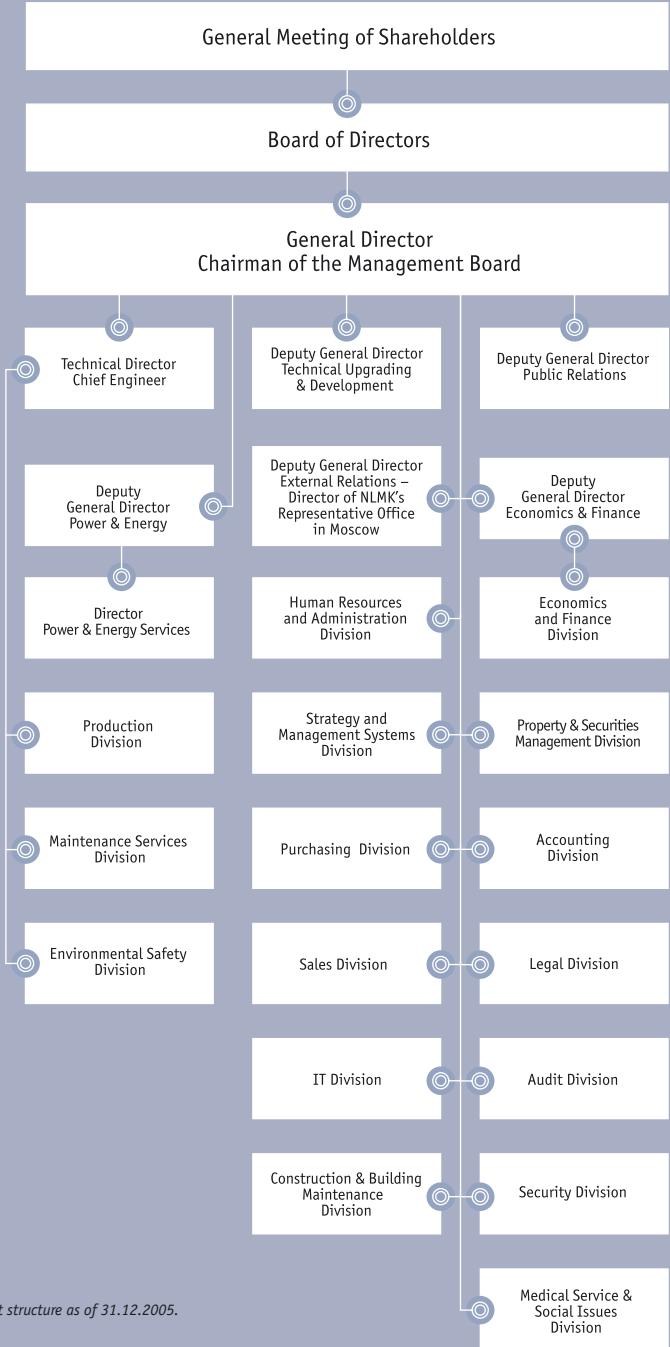 General Meeting of Shareholders
Board of Directors
General Director
Chairman of the Management Board
Technical Director
Chief Engineer
Deputy General Director
Technical Upgrading
& Development
Deputy General Director
Public Relations
Deputy
General Director
Power & Energy
Deputy General Director
External Relations –
Director of NLMK's
Representative Office
in Moscow
Deputy
General Director
Economics & Finance
Director
Power & Energy Services
Human Resources
and Administration
Division
Economics
and Finance
Division
Production
Division
Strategy and
Management Systems
Division
Property & Securities
Management Division
Maintenance Services
Division
Purchasing Division
Accounting
Division
Environmental Safety
Division
Sales Division
Legal Division
IT Division
Audit Division
Construction & Building
Maintenance
Division
Security Division
Medical Service &
Social Issues
Division
t structure as of 31.12.2005.